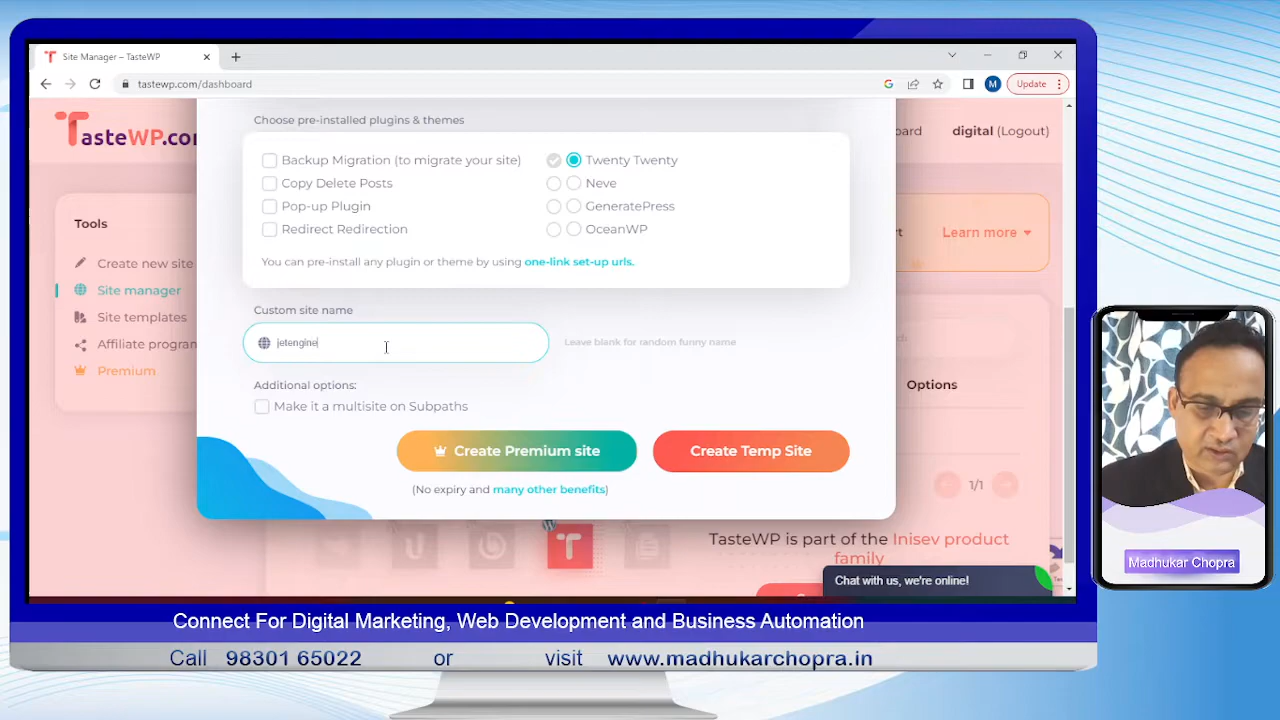 Site Manager – TasteWP
M
Update
tastewp.com/dashboard
TasteWP.co
digital (Logout)
Choose pre-installed plugins & themes
Backup Migration (to migrate your site)
Twenty Twenty
Copy Delete Posts
Neve
Pop-up Plugin
GeneratePress
Redirect Redirection
OceanWP
You can pre-install any plugin or theme by using one-link set-up urls.
Tools
Create new site
Site manager
Site templates
Affiliate program
Premium
Learn more
Custom site name
jetengine
Leave blank for random funny name
Additional options:
Make it a multisite on Subpaths
Options
Create Premium site
Create Temp Site
(No expiry and many other benefits)
1/1
TasteWP is part of the Inisev product
family
Chat with us, we're online!
Madhukar Chopra
Connect For Digital Marketing, Web Development and Business Automation
Call 98301 65022 or visit www.madhukarchopra.in